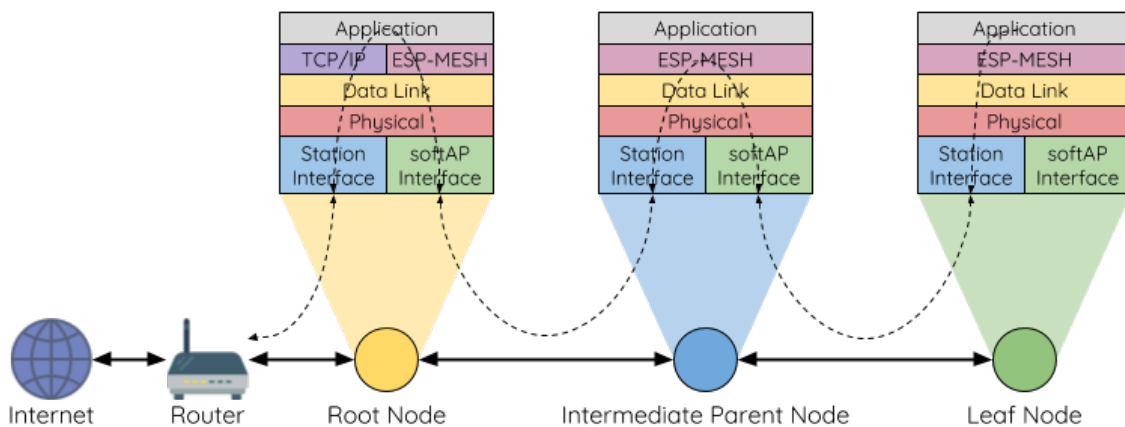 Application
TCP/IP
ESP-MESH
Data Link
Physical
Station
Interface
softAP
Interface
Application
ESP-MESH
Data Link
Physical
Station
Interface
softAP
Interface
Application
ESP-MESH
Data Link
Physical
Station
Interface
softAP
Interface
Internet
Router
Root Node
Intermediate Parent Node
Leaf Node